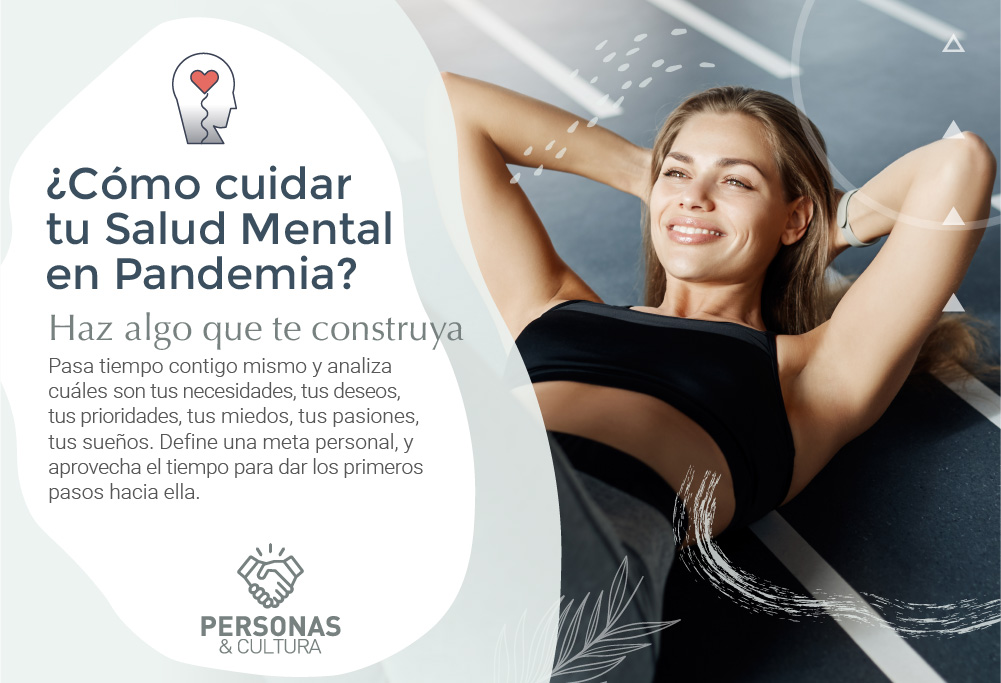 ¿Cómo cuidar
tu Salud Mental
en Pandemia?
Haz algo que te construya
Pasa tiempo contigo mismo y analiza
cuáles son tus necesidades, tus deseos,
tus prioridades, tus miedos, tus pasiones,
tus sueños. Define una meta personal, y
aprovecha el tiempo para dar los primeros
pasos hacia ella.
PERSONAS
& CULTURA